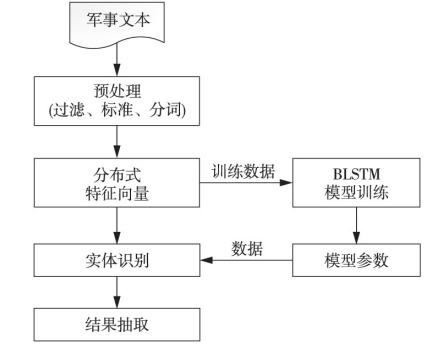 军事文本
预处理
(过滤、标准、分词)
分布式
特征向量
训练数据
BLSTM
模型训练
实体识别
数据
模型参数
结果抽取